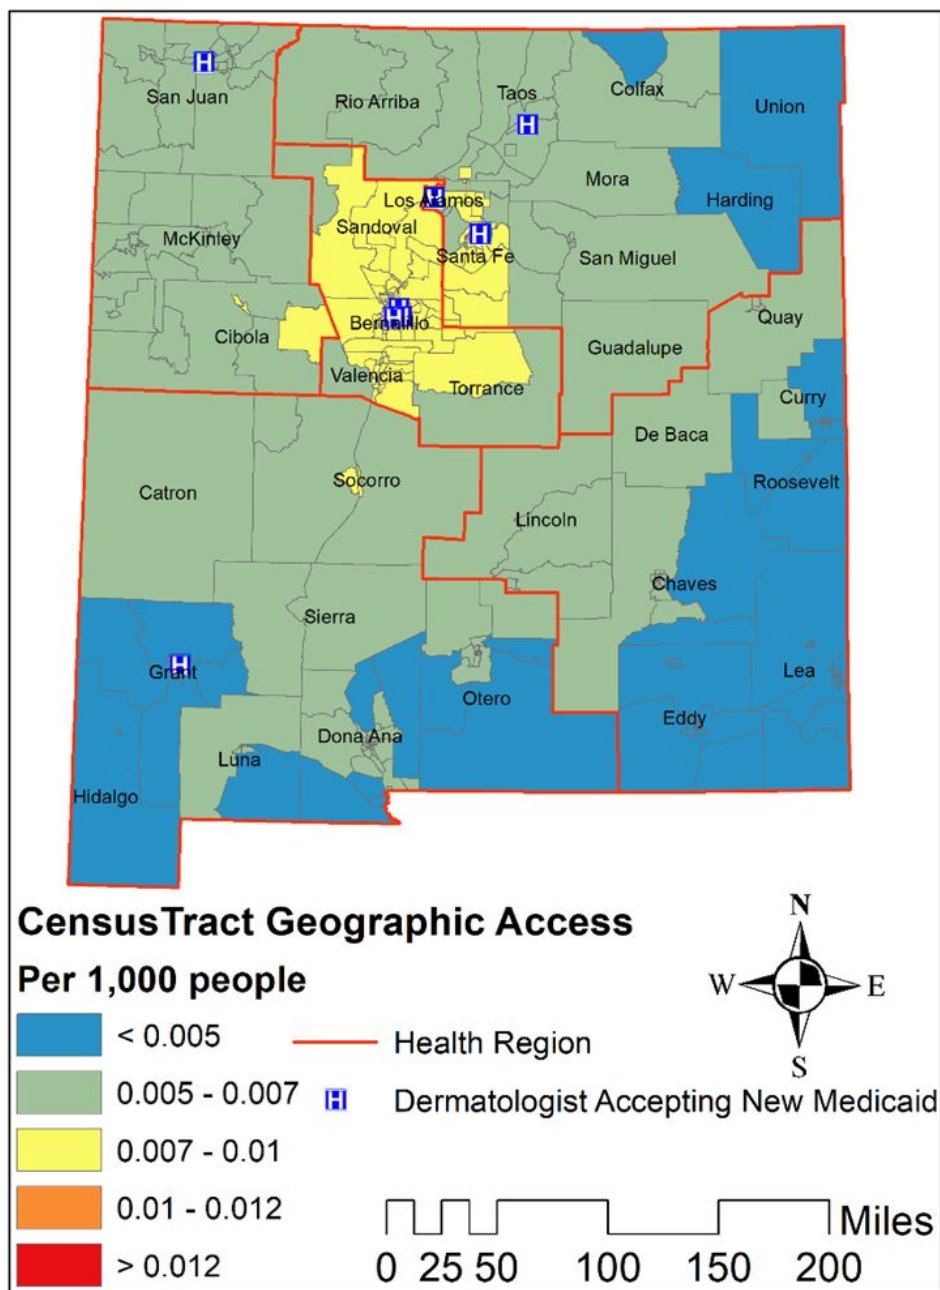 H
San Juan
Rio Arriba
Taos
H
Colfax
Union
Mora
Harding
H
Los Alamos
McKinley
Sandoval
H
Santa Fe
San Miguel
H
Bernalillo
Cibola
Quay
Guadalupe
Valencia
Torrance
Curry
De Baca
Catron
Socorro
Roosevelt
Lincoln
Chaves
Sierra
H
Grant
Otero
Lea
Eddy
Dona Ana
Luna
Hidalgo
CensusTract Geographic Access
Per 1,000 people
< 0.005
0.005 - 0.007
0.007 - 0.01
0.01 - 0.012
> 0.012
Health Region
H Dermatologist Accepting New Medicaid
N
W E
S
Miles
0 25 50 100 150 200